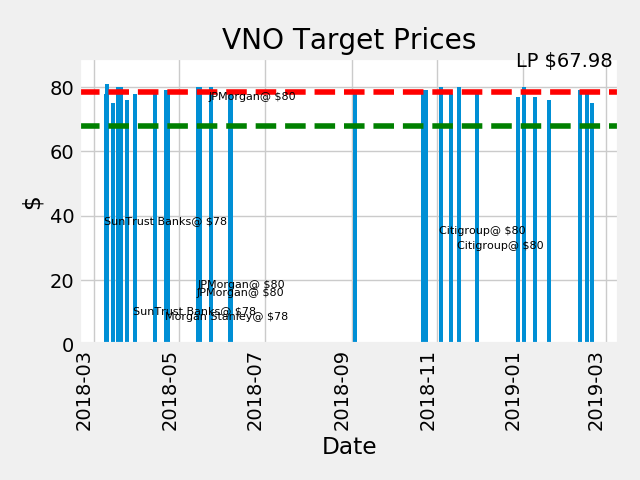 VNO Target Prices
LP $67.98
80
JPMorgan@ $80
60
$
40
SunTrust Banks@ $78
Citigroup@ $80
Citigroup@ $80
20
JPMorgan@ $80
JPMorgan@ $80
SunTrust Banks@ $78
Morgan Stanley@ $78
0
2018-03
2018-05
2018-07
2018-09
2018-11
2019-01
2019-03
Date